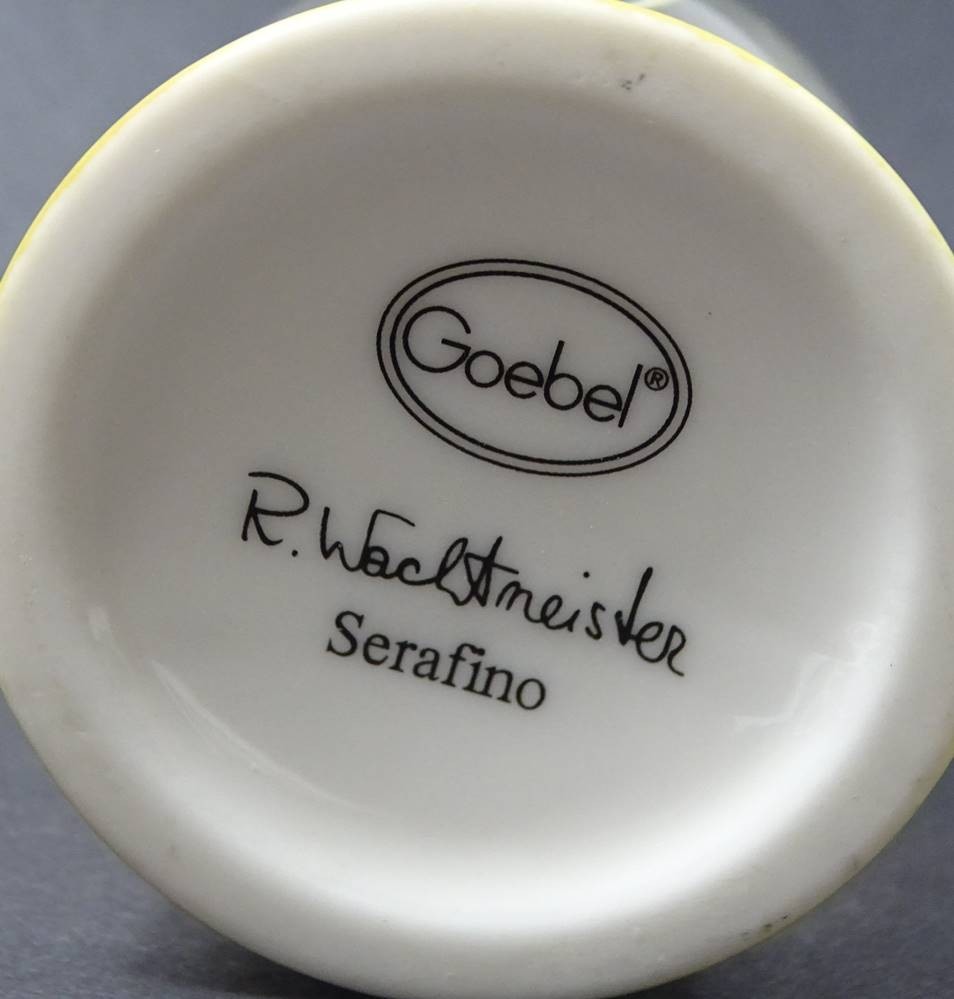 Goebel®
R. Wachtmeister
Serafino